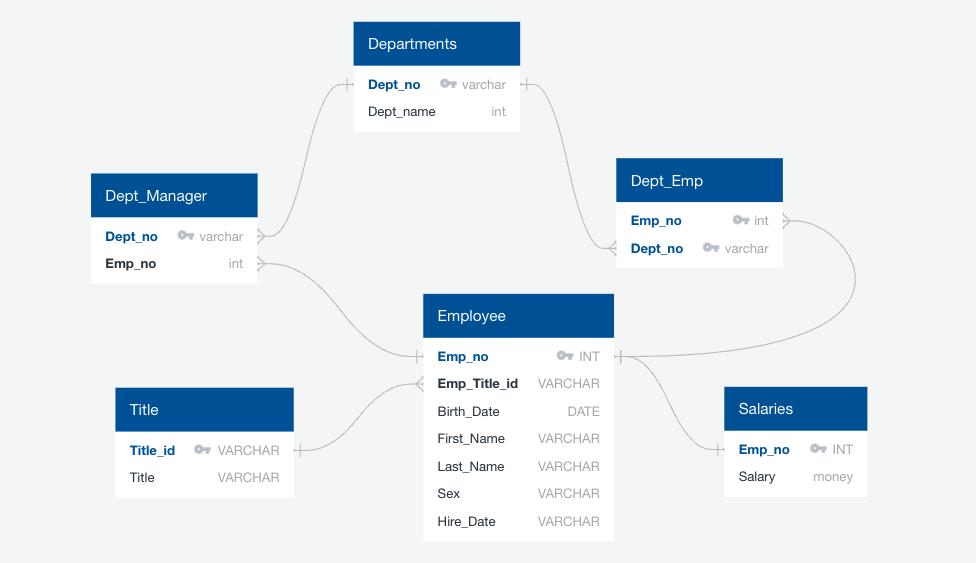 Departments
Dept_no varchar
Dept_name int
Dept_Manager
Dept_no varchar
Emp_no int
Dept_Emp
Emp_no int
Dept_no varchar
Employee
Emp_no INT
Emp_Title_id VARCHAR
Birth_Date DATE
First_Name VARCHAR
Last_Name VARCHAR
Sex VARCHAR
Hire_Date VARCHAR
Title
Title_id VARCHAR
Title VARCHAR
Salaries
Emp_no INT
Salary money